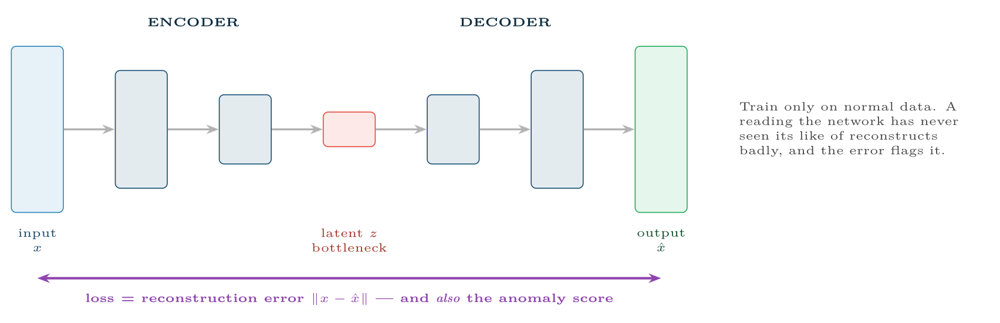 ENCODER
DECODER
Train only on normal data. A
reading the network has never
seen its like of reconstructs
badly, and the error flags it.
input
x
latent z
bottleneck
output
x̂
loss = reconstruction error ‖x − x̂‖ — and also the anomaly score